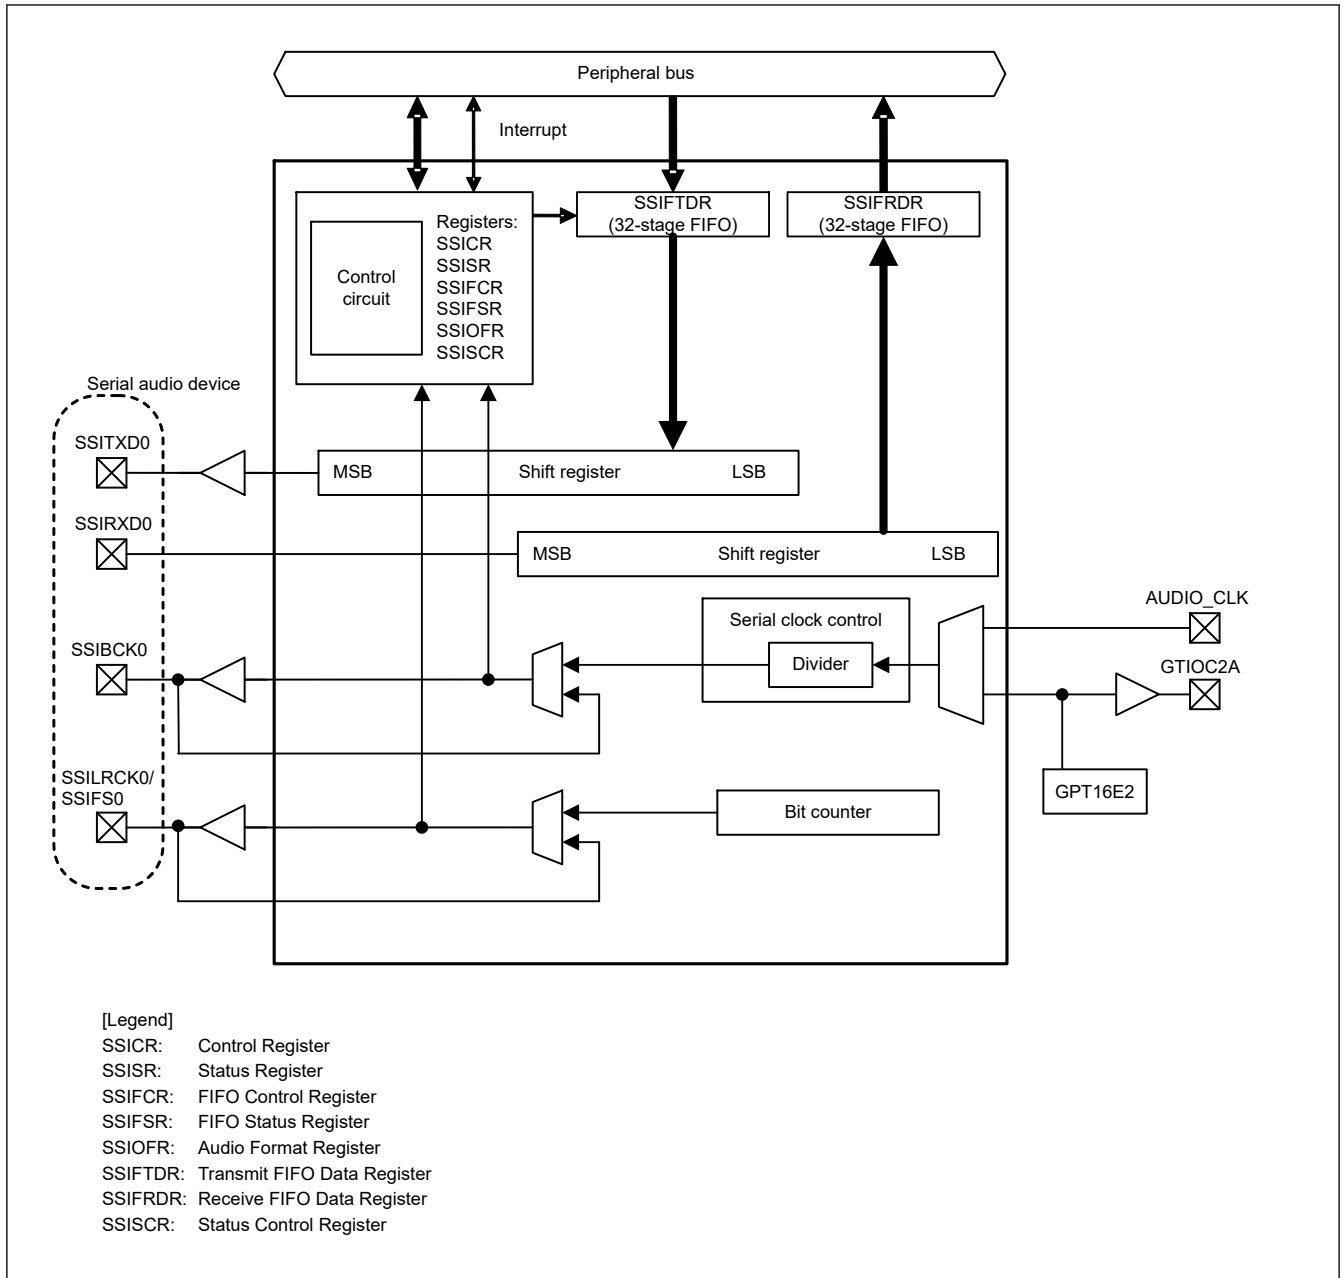 Peripheral bus
Interrupt
SSIFTDR
(32-stage FIFO)
SSIFRDR
(32-stage FIFO)
Control
circuit
Registers:
SSICR
SSISR
SSIFCR
SSIFSR
SSIOFR
SSISCR
Serial audio device
SSITXD0
MSB Shift register LSB
SSIRXD0
MSB Shift register LSB
AUDIO_CLK
Serial clock control
Divider
SSIBCK0
GTIOC2A
SSILRCK0/
SSIFS0
GPT16E2
Bit counter
[Legend]
SSICR: Control Register
SSISR: Status Register
SSIFCR: FIFO Control Register
SSIFSR: FIFO Status Register
SSIOFR: Audio Format Register
SSIFTDR: Transmit FIFO Data Register
SSIFRDR: Receive FIFO Data Register
SSISCR: Status Control Register